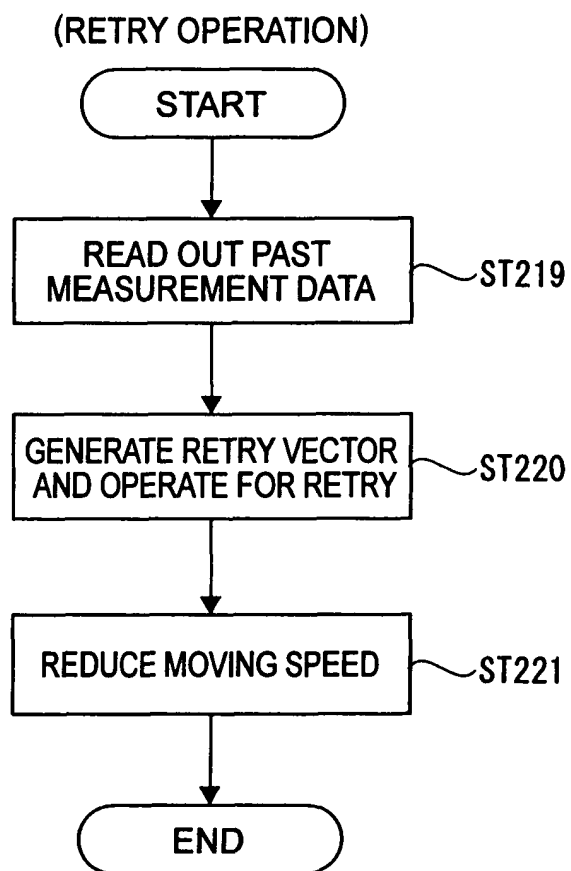 (RETRY OPERATION)
START
READ OUT PAST
MEASUREMENT DATA
ST219
GENERATE RETRY VECTOR
AND OPERATE FOR RETRY
ST220
REDUCE MOVING SPEED
ST221
END